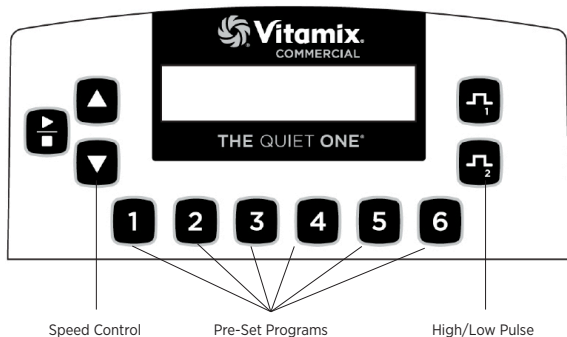 Vitamix®
COMMERCIAL
THE QUIET ONE®
1
2
1 2 3 4 5 6
Speed Control Pre-Set Programs High/Low Pulse